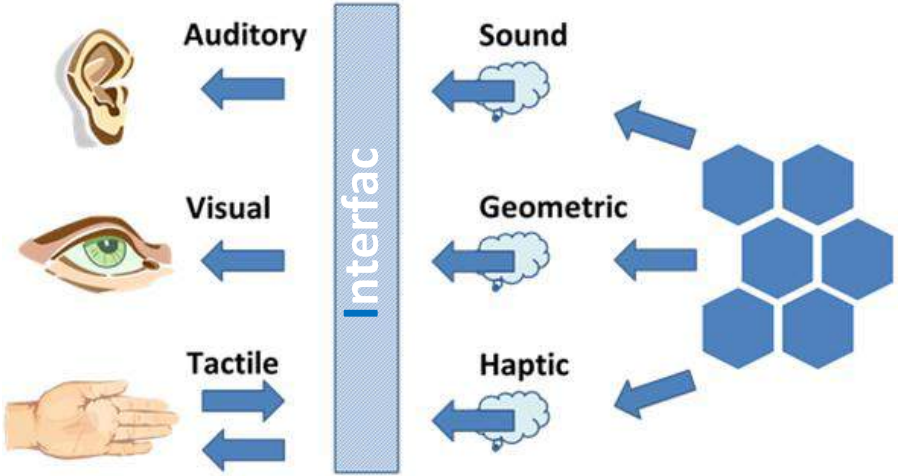 Auditory
Sound
Interfac
Visual
Geometric
Tactile
Haptic